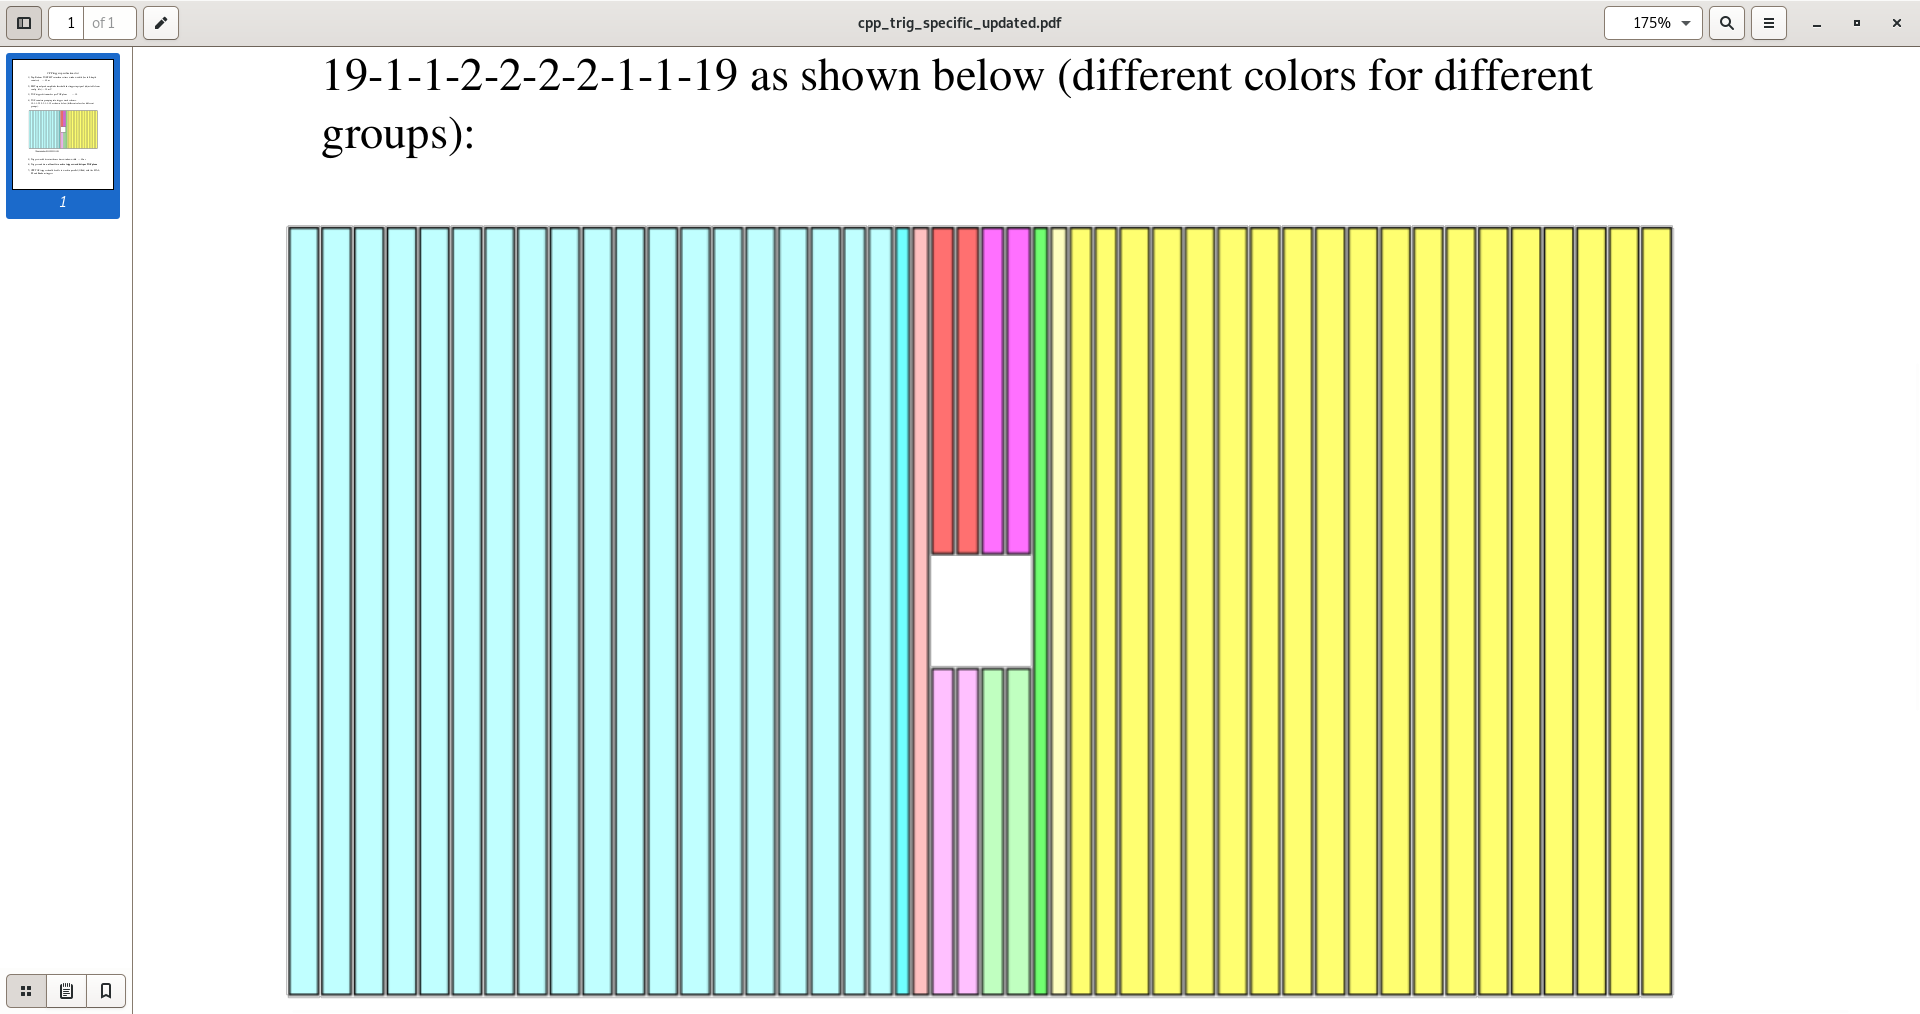 1 of 1
cpp_trig_specific_updated.pdf
175%
19-1-1-2-2-2-2-1-1-19 as shown below (different colors for different
groups):
1